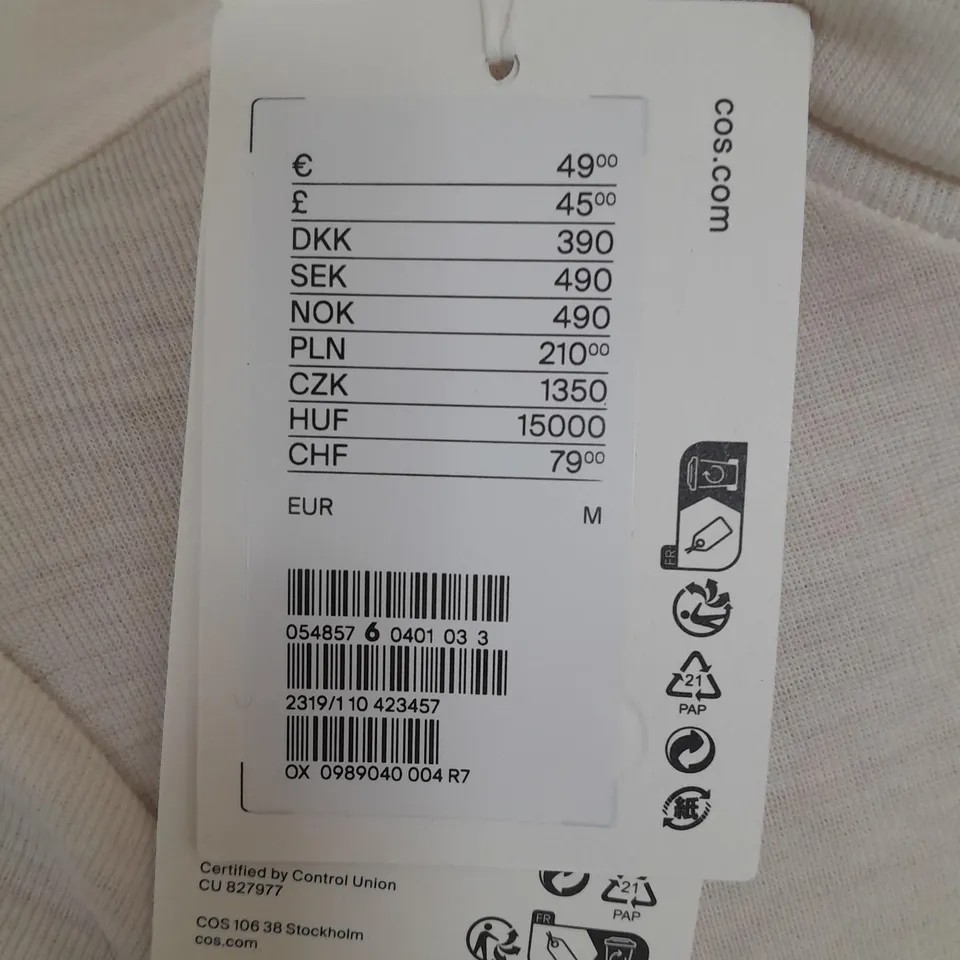 cos.com
€ 49⁰⁰
£ 45⁰⁰
DKK 390
SEK 490
NOK 490
PLN 210⁰⁰
CZK 1350
HUF 15000
CHF 79⁰⁰
EUR M
054857 6 0401 03 3
2319/1 10 423457
OX 0989040 004 R7
FR
21
PAP
紙
Certified by Control Union
CU 827977
COS 106 38 Stockholm
cos.com
21
PAP
FR